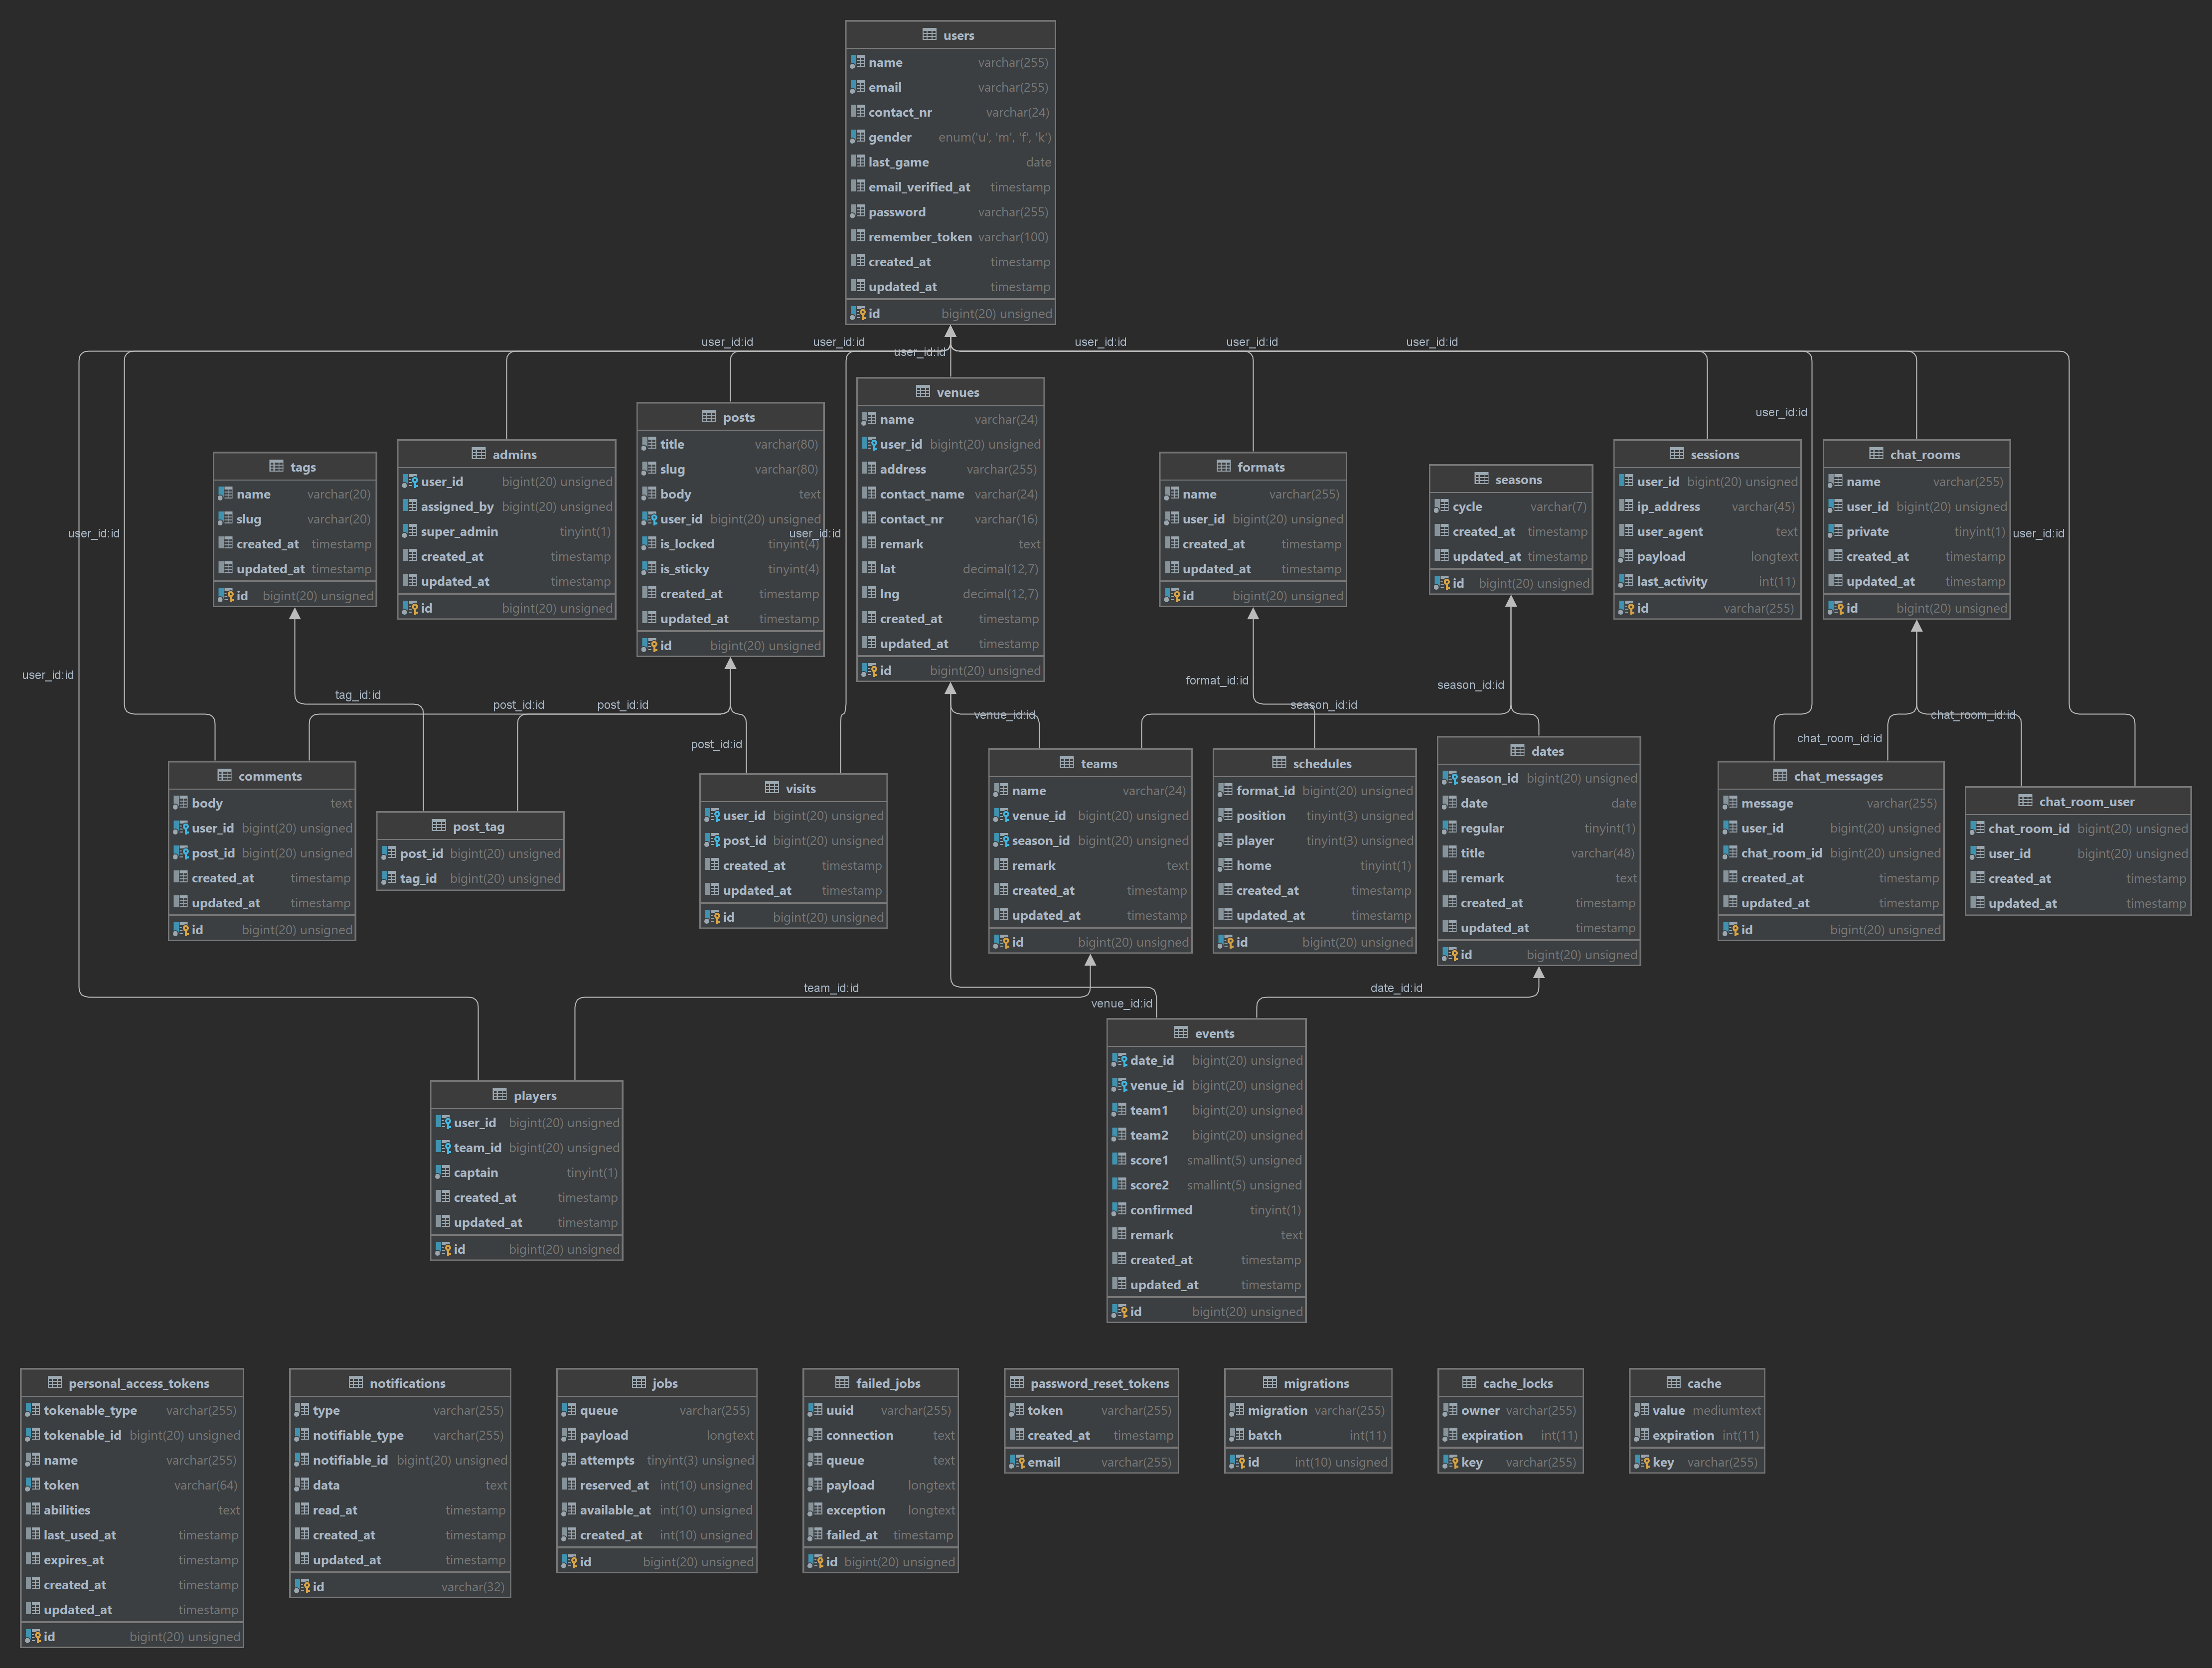 users
name varchar(255)
email varchar(255)
contact_nr varchar(24)
gender enum('u', 'm', 'f', 'k')
last_game date
email_verified_at timestamp
password varchar(255)
remember_token varchar(100)
created_at timestamp
updated_at timestamp
id bigint(20) unsigned
user_id:id
user_id:id
user_id:id
user_id:id
user_id:id
user_id:id
user_id:id
user_id:id
user_id:id
user_id:id
user_id:id
tags
name varchar(20)
slug varchar(20)
created_at timestamp
updated_at timestamp
id bigint(20) unsigned
admins
user_id bigint(20) unsigned
assigned_by bigint(20) unsigned
super_admin tinyint(1)
created_at timestamp
updated_at timestamp
id bigint(20) unsigned
posts
title varchar(80)
slug varchar(80)
body text
user_id bigint(20) unsigned
is_locked tinyint(4)
is_sticky tinyint(4)
created_at timestamp
updated_at timestamp
id bigint(20) unsigned
venues
name varchar(24)
user_id bigint(20) unsigned
address varchar(255)
contact_name varchar(24)
contact_nr varchar(16)
remark text
lat decimal(12,7)
lng decimal(12,7)
created_at timestamp
updated_at timestamp
id bigint(20) unsigned
formats
name varchar(255)
user_id bigint(20) unsigned
created_at timestamp
updated_at timestamp
id bigint(20) unsigned
seasons
cycle varchar(7)
created_at timestamp
updated_at timestamp
id bigint(20) unsigned
sessions
user_id bigint(20) unsigned
ip_address varchar(45)
user_agent text
payload longtext
last_activity int(11)
id varchar(255)
chat_rooms
name varchar(255)
user_id bigint(20) unsigned
private tinyint(1)
created_at timestamp
updated_at timestamp
id bigint(20) unsigned
user_id:id
tag_id:id
post_id:id
post_id:id
post_id:id
venue_id:id
format_id:id
season_id:id
season_id:id
chat_room_id:id
chat_room_id:id
comments
body text
user_id bigint(20) unsigned
post_id bigint(20) unsigned
created_at timestamp
updated_at timestamp
id bigint(20) unsigned
post_tag
post_id bigint(20) unsigned
tag_id bigint(20) unsigned
visits
user_id bigint(20) unsigned
post_id bigint(20) unsigned
created_at timestamp
updated_at timestamp
id bigint(20) unsigned
teams
name varchar(24)
venue_id bigint(20) unsigned
season_id bigint(20) unsigned
remark text
created_at timestamp
updated_at timestamp
id bigint(20) unsigned
schedules
format_id bigint(20) unsigned
position tinyint(3) unsigned
player tinyint(3) unsigned
home tinyint(1)
created_at timestamp
updated_at timestamp
id bigint(20) unsigned
dates
season_id bigint(20) unsigned
date date
regular tinyint(1)
title varchar(48)
remark text
created_at timestamp
updated_at timestamp
id bigint(20) unsigned
chat_messages
message varchar(255)
user_id bigint(20) unsigned
chat_room_id bigint(20) unsigned
created_at timestamp
updated_at timestamp
id bigint(20) unsigned
chat_room_user
chat_room_id bigint(20) unsigned
user_id bigint(20) unsigned
created_at timestamp
updated_at timestamp
team_id:id
venue_id:id
date_id:id
players
user_id bigint(20) unsigned
team_id bigint(20) unsigned
captain tinyint(1)
created_at timestamp
updated_at timestamp
id bigint(20) unsigned
events
date_id bigint(20) unsigned
venue_id bigint(20) unsigned
team1 bigint(20) unsigned
team2 bigint(20) unsigned
score1 smallint(5) unsigned
score2 smallint(5) unsigned
confirmed tinyint(1)
remark text
created_at timestamp
updated_at timestamp
id bigint(20) unsigned
personal_access_tokens
tokenable_type varchar(255)
tokenable_id bigint(20) unsigned
name varchar(255)
token varchar(64)
abilities text
last_used_at timestamp
expires_at timestamp
created_at timestamp
updated_at timestamp
id bigint(20) unsigned
notifications
type varchar(255)
notifiable_type varchar(255)
notifiable_id bigint(20) unsigned
data text
read_at timestamp
created_at timestamp
updated_at timestamp
id varchar(32)
jobs
queue varchar(255)
payload longtext
attempts tinyint(3) unsigned
reserved_at int(10) unsigned
available_at int(10) unsigned
created_at int(10) unsigned
id bigint(20) unsigned
failed_jobs
uuid varchar(255)
connection text
queue text
payload longtext
exception longtext
failed_at timestamp
id bigint(20) unsigned
password_reset_tokens
token varchar(255)
created_at timestamp
email varchar(255)
migrations
migration varchar(255)
batch int(11)
id int(10) unsigned
cache_locks
owner varchar(255)
expiration int(11)
key varchar(255)
cache
value mediumtext
expiration int(11)
key varchar(255)